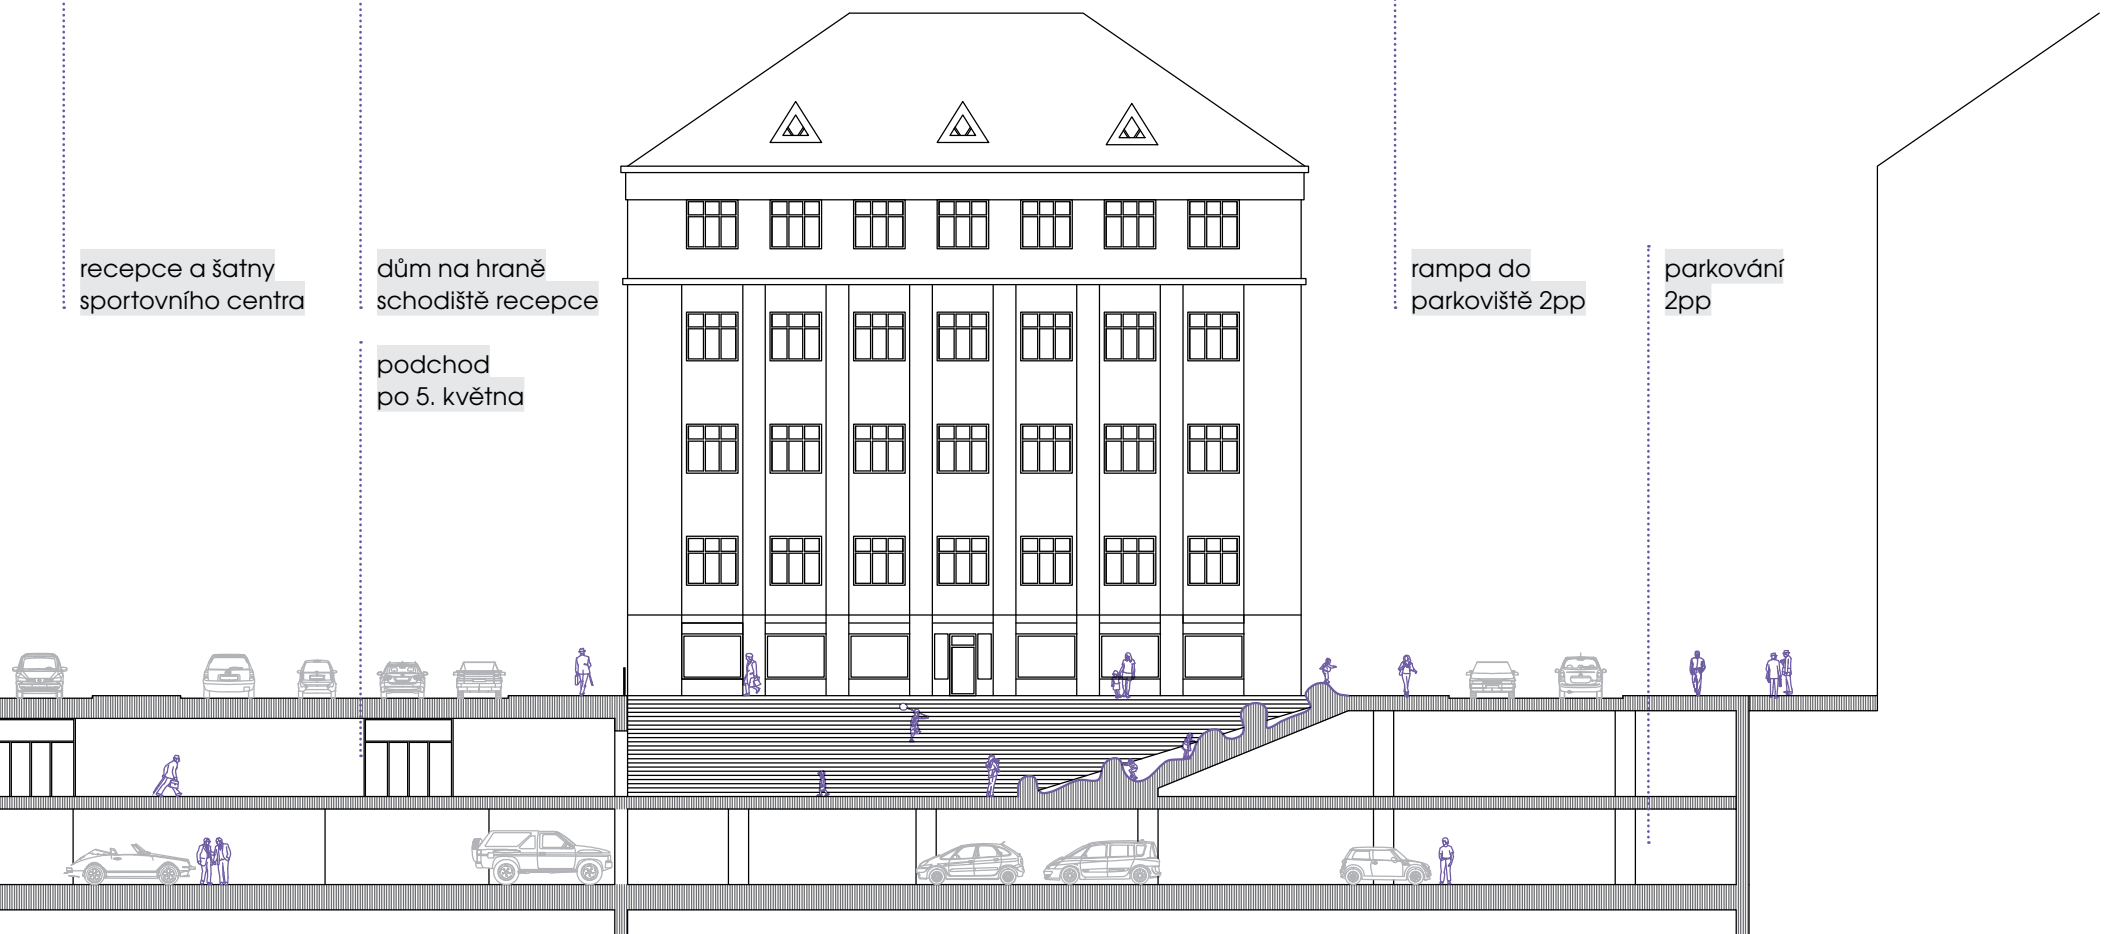 recepce a šatny
sportovního centra
dům na hraně
schodiště recepce
podchod
po 5. května
rampa do
parkoviště 2pp
parkování
2pp